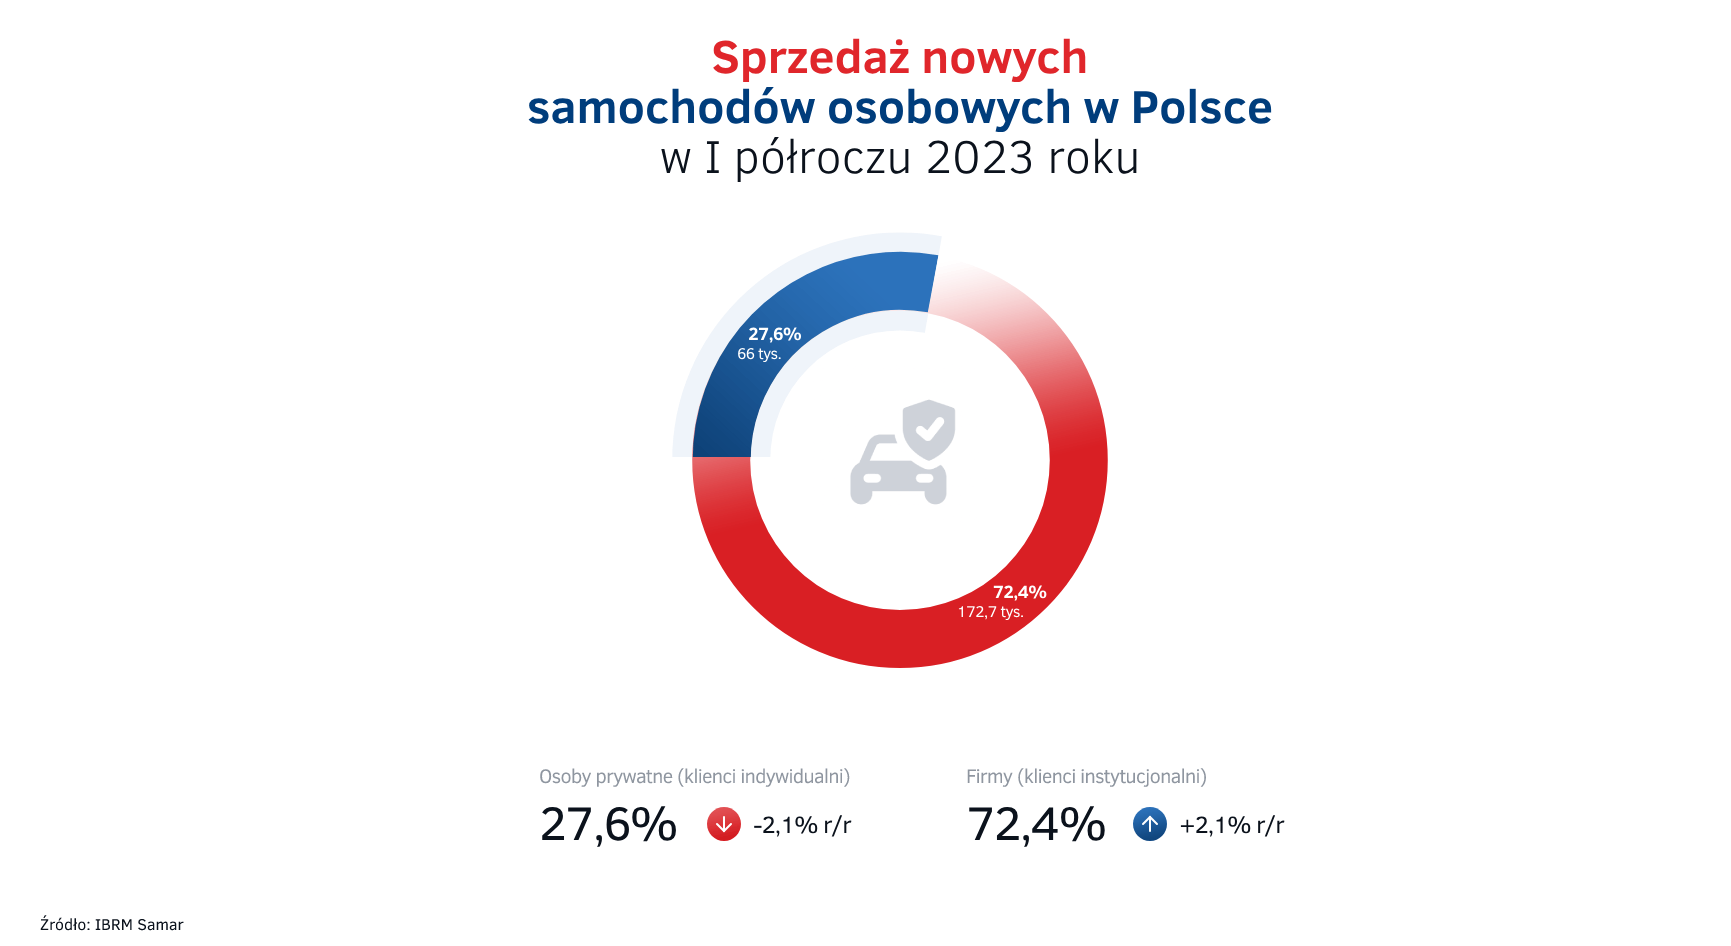 Sprzedaż nowych
samochodów osobowych w Polsce
w I półroczu 2023 roku
27,6%
66 tys.
72,4%
172,7 tys.
Osoby prywatne (klienci indywidualni)
27,6% -2,1% r/r
Firmy (klienci instytucjonalni)
72,4% +2,1% r/r
Źródło: IBRM Samar